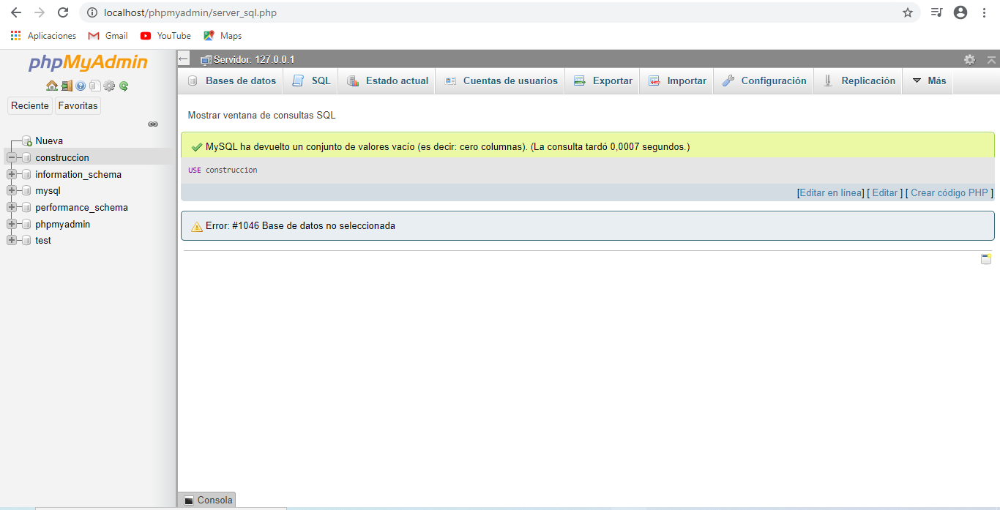 localhost/phpmyadmin/server_sql.php
Aplicaciones Gmail YouTube Maps
phpMyAdmin
Reciente Favoritas
Nueva
construccion
information_schema
mysql
performance_schema
phpmyadmin
test
Servidor: 127.0.0.1
Bases de datos SQL Estado actual Cuentas de usuarios Exportar Importar Configuración Replicación Más
Mostrar ventana de consultas SQL
MySQL ha devuelto un conjunto de valores vacío (es decir: cero columnas). (La consulta tardó 0,0007 segundos.)
USE construccion
[Editar en línea] [ Editar ] [ Crear código PHP ]
Error: #1046 Base de datos no seleccionada
Consola